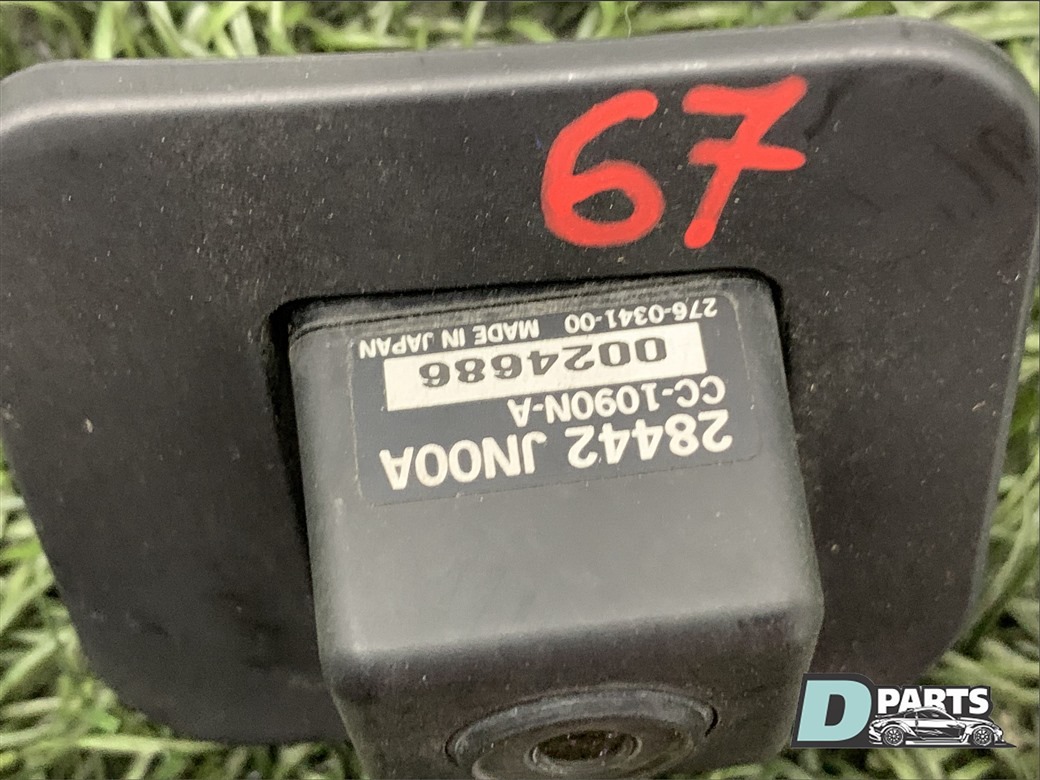 67
28442 JN00A
CC-1090N-A
0024686
276-0341-00 MADE IN JAPAN
D PARTS